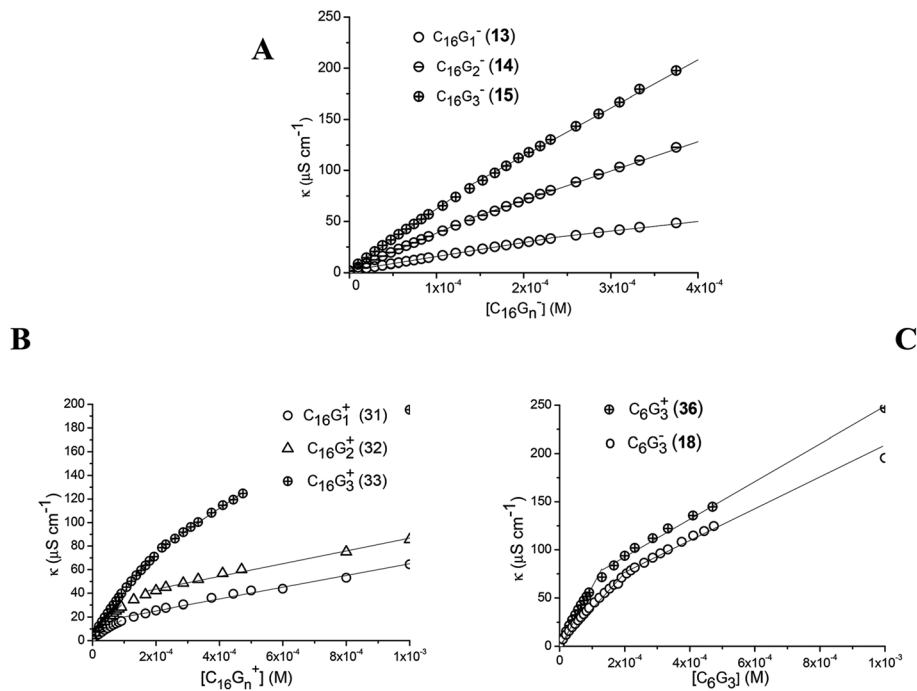 A
C₁₆G₁⁻ (13)
C₁₆G₂⁻ (14)
C₁₆G₃⁻ (15)
κ (μS cm⁻¹)
250
200
150
100
50
0
0 1x10⁻⁴ 2x10⁻⁴ 3x10⁻⁴ 4x10⁻⁴
[C₁₆Gₙ⁻] (M)
B
C₁₆G₁⁺ (31)
C₁₆G₂⁺ (32)
C₁₆G₃⁺ (33)
κ (μS cm⁻¹)
200
180
160
140
120
100
80
60
40
20
0
0 2x10⁻⁴ 4x10⁻⁴ 6x10⁻⁴ 8x10⁻⁴ 1x10⁻³
[C₁₆Gₙ⁺] (M)
C
C₆G₃⁺ (36)
C₆G₃⁻ (18)
κ (μS cm⁻¹)
250
200
150
100
50
0
0 2x10⁻⁴ 4x10⁻⁴ 6x10⁻⁴ 8x10⁻⁴ 1x10⁻³
[C₆G₃] (M)